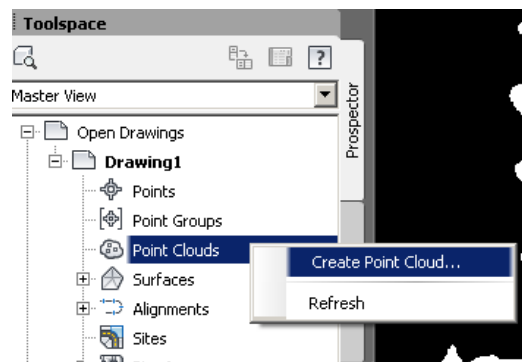 Toolspace
?
Master View
Prospector
Open Drawings
Drawing1
Points
Point Groups
Point Clouds
Create Point Cloud...
Surfaces
Refresh
Alignments
Sites